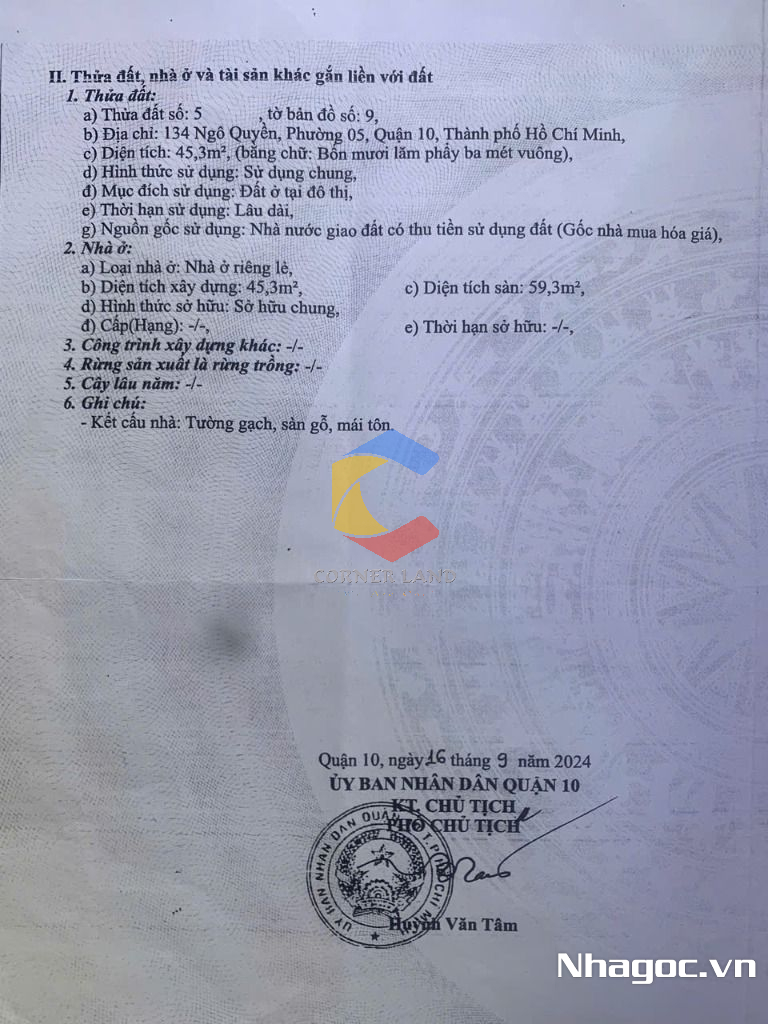 II. Thửa đất, nhà ở và tài sản khác gắn liền với đất
1. Thửa đất:
a) Thửa đất số: 5 , tờ bản đồ số: 9,
b) Địa chỉ: 134 Ngô Quyền, Phường 05, Quận 10, Thành phố Hồ Chí Minh,
c) Diện tích: 45,3m², (bằng chữ: Bốn mươi lăm phẩy ba mét vuông),
d) Hình thức sử dụng: Sử dụng chung,
đ) Mục đích sử dụng: Đất ở tại đô thị,
e) Thời hạn sử dụng: Lâu dài,
g) Nguồn gốc sử dụng: Nhà nước giao đất có thu tiền sử dụng đất (Gốc nhà mua hóa giá),
2. Nhà ở:
a) Loại nhà ở: Nhà ở riêng lẻ,
b) Diện tích xây dựng: 45,3m², c) Diện tích sàn: 59,3m²,
d) Hình thức sở hữu: Sở hữu chung,
đ) Cấp(Hạng): -/-, e) Thời hạn sở hữu: -/-,
3. Công trình xây dựng khác: -/-
4. Rừng sản xuất là rừng trồng: -/-
5. Cây lâu năm: -/-
6. Ghi chú:
- Kết cấu nhà: Tường gạch, sàn gỗ, mái tôn.
CORNER LAND
Quận 10, ngày 16 tháng 9 năm 2024
ỦY BAN NHÂN DÂN QUẬN 10
KT. CHỦ TỊCH
PHÓ CHỦ TỊCH
ỦY BAN NHÂN DÂN QUẬN T.P HỒ CHÍ MINH
Huỳnh Văn Tâm
Nhagoc.vn